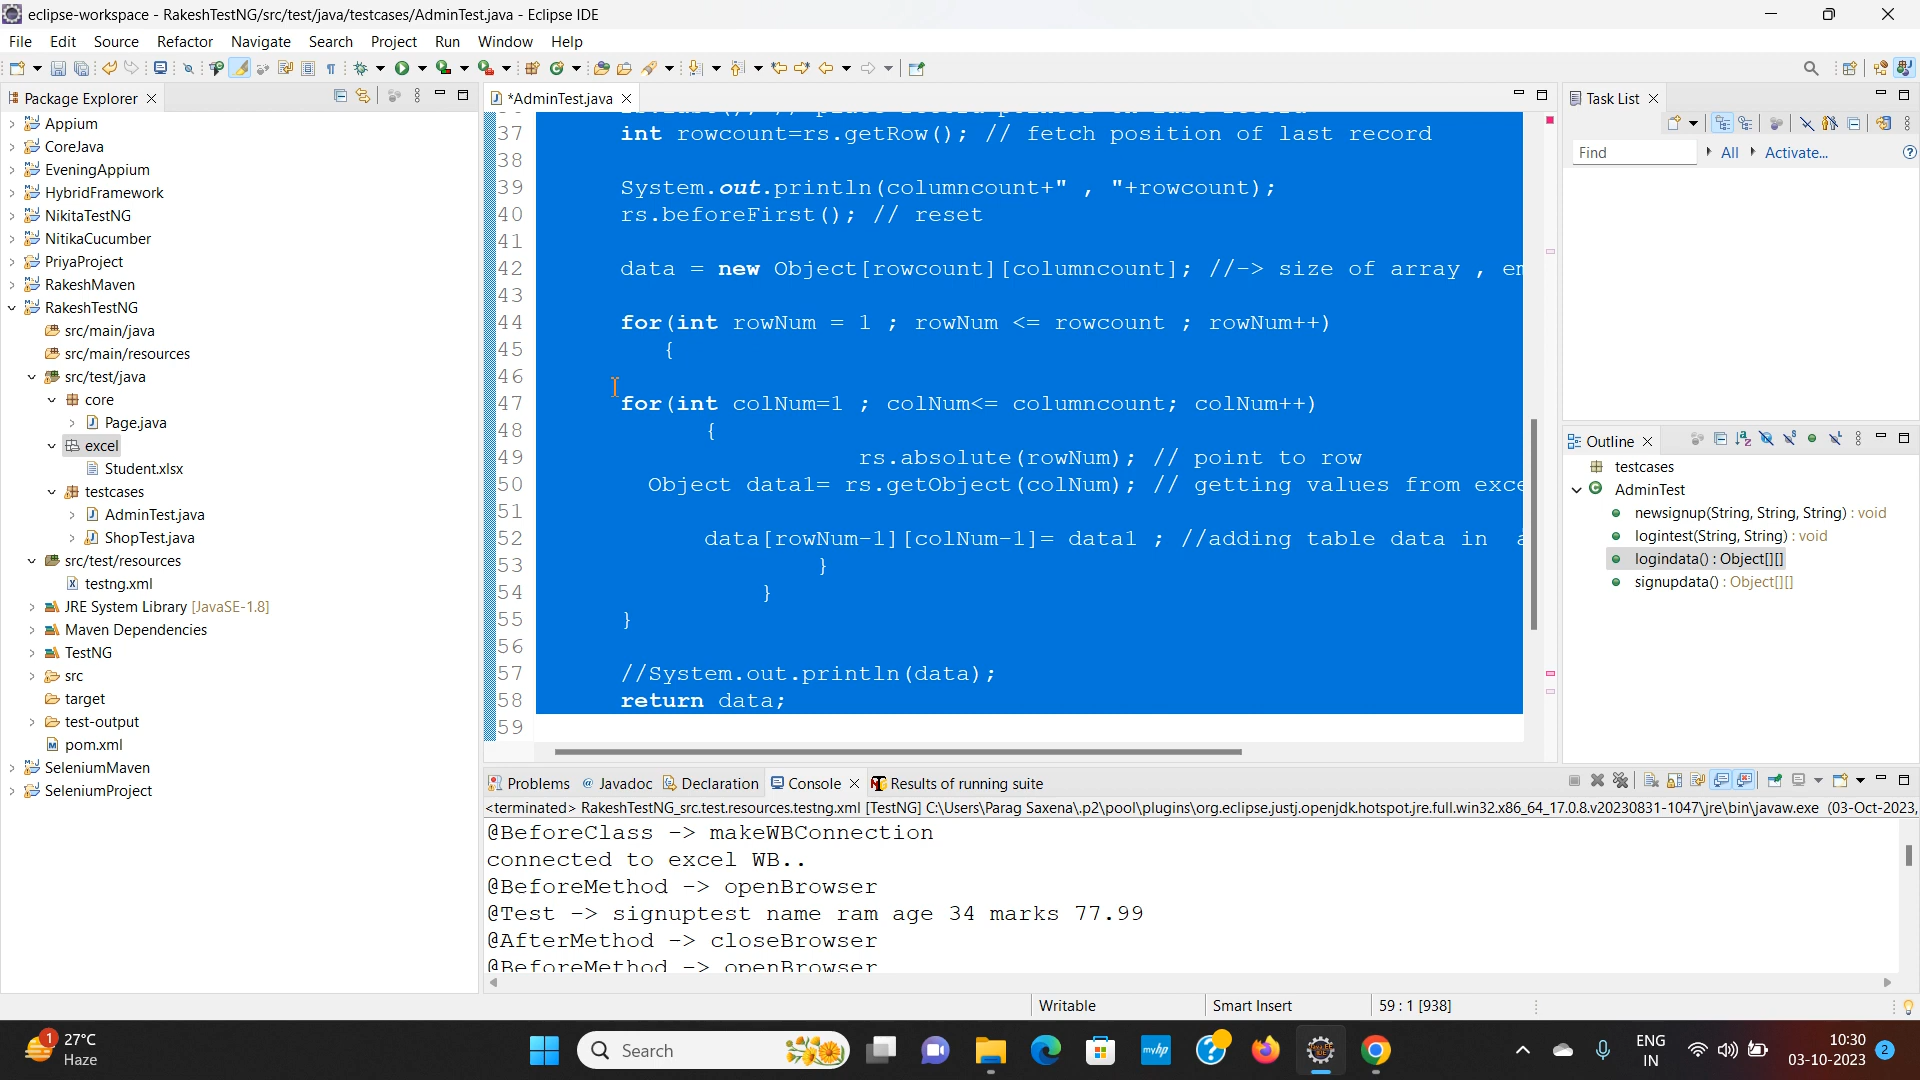 eclipse-workspace - RakeshTestNG/src/test/java/testcases/AdminTest.java - Eclipse IDE
File Edit Source Refactor Navigate Search Project Run Window Help
Package Explorer
Appium
CoreJava
EveningAppium
HybridFramework
NikitaTestNG
NitikaCucumber
PriyaProject
RakeshMaven
RakeshTestNG
src/main/java
src/main/resources
src/test/java
core
Page.java
excel
Student.xlsx
testcases
AdminTest.java
ShopTest.java
src/test/resources
testng.xml
JRE System Library [JavaSE-1.8]
Maven Dependencies
TestNG
src
target
test-output
pom.xml
SeleniumMaven
SeleniumProject
*AdminTest.java
37 int rowcount=rs.getRow(); // fetch position of last record
38
39 System.out.println(columncount+" , "+rowcount);
40 rs.beforeFirst(); // reset
41
42 data = new Object[rowcount][columncount]; //-> size of array ,
43
44 for(int rowNum = 1 ; rowNum <= rowcount ; rowNum++)
45 {
46
47 for(int colNum=1 ; colNum<= columncount; colNum++)
48 {
49 rs.absolute(rowNum); // point to row
50 Object data1= rs.getObject(colNum); // getting values from
51
52 data[rowNum-1][colNum-1]= data1 ; //adding table data in
53 }
54 }
55 }
56
57 //System.out.println(data);
58 return data;
59
Task List
Find All Activate...
Outline
testcases
AdminTest
newsignup(String, String, String) : void
logintest(String, String) : void
logindata() : Object[][]
signupdata() : Object[][]
Problems Javadoc Declaration Console Results of running suite
<terminated> RakeshTestNG_src.test.resources.testng.xml [TestNG] C:\Users\Parag Saxena\.p2\pool\plugins\org.eclipse.justj.openjdk.hotspot.jre.full.win32.x86_64_17.0.8.v20230831-1047\jre\bin\javaw.exe (03-Oct-2023,
@BeforeClass -> makeWBConnection
connected to excel WB..
@BeforeMethod -> openBrowser
@Test -> signuptest name ram age 34 marks 77.99
@AfterMethod -> closeBrowser
@BeforeMethod -> openBrowser
Writable Smart Insert 59 : 1 [938]
1
27°C
Haze
Search
myhp
ENG
IN
10:30
03-10-2023
2